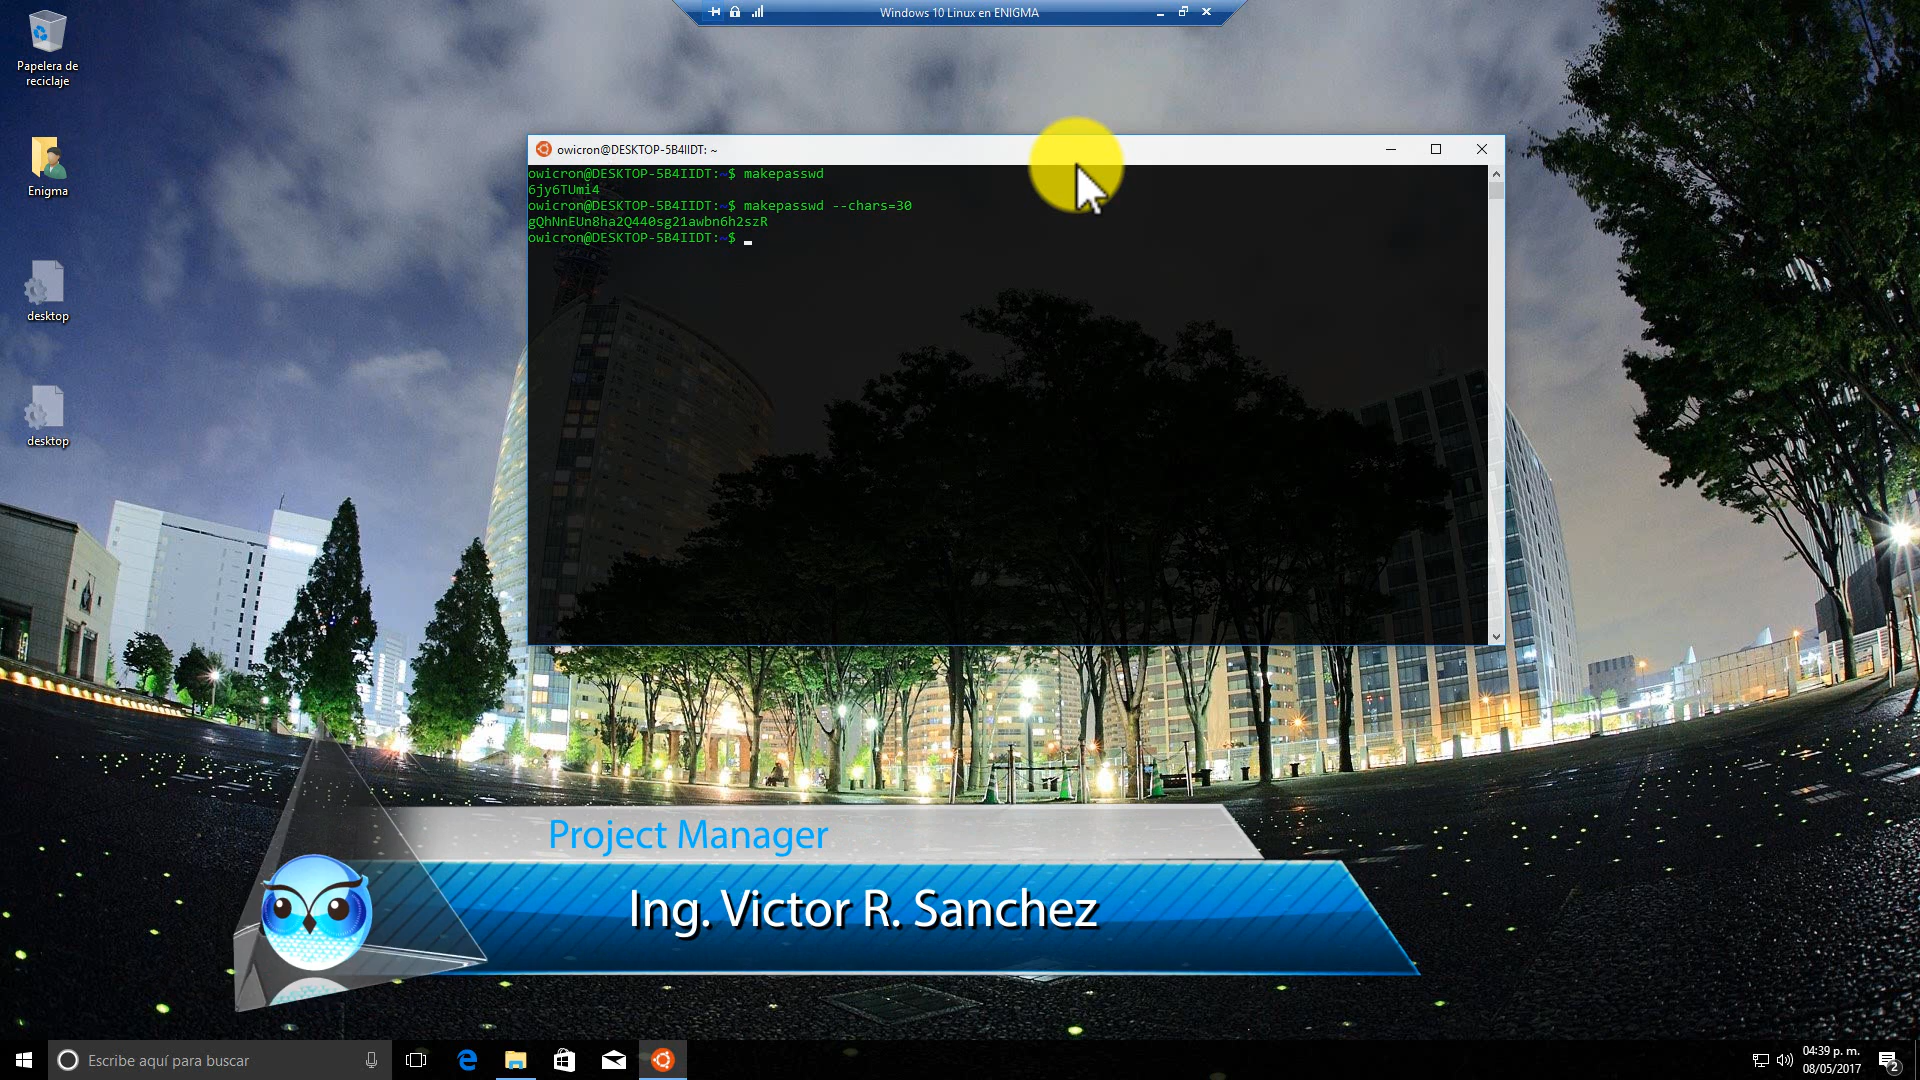 Windows 10 Linux en ENIGMA
Papelera de
reciclaje
Enigma
desktop
desktop
owicron@DESKTOP-5B4IIDT: ~
owicron@DESKTOP-5B4IIDT:~$ makepasswd
6jy6TUmi4
owicron@DESKTOP-5B4IIDT:~$ makepasswd --chars=30
gQhNnEUn8ha2Q440sg21awbn6h2szR
owicron@DESKTOP-5B4IIDT:~$
Project Manager
Ing. Victor R. Sanchez
Escribe aquí para buscar
04:39 p. m.
08/05/2017
2